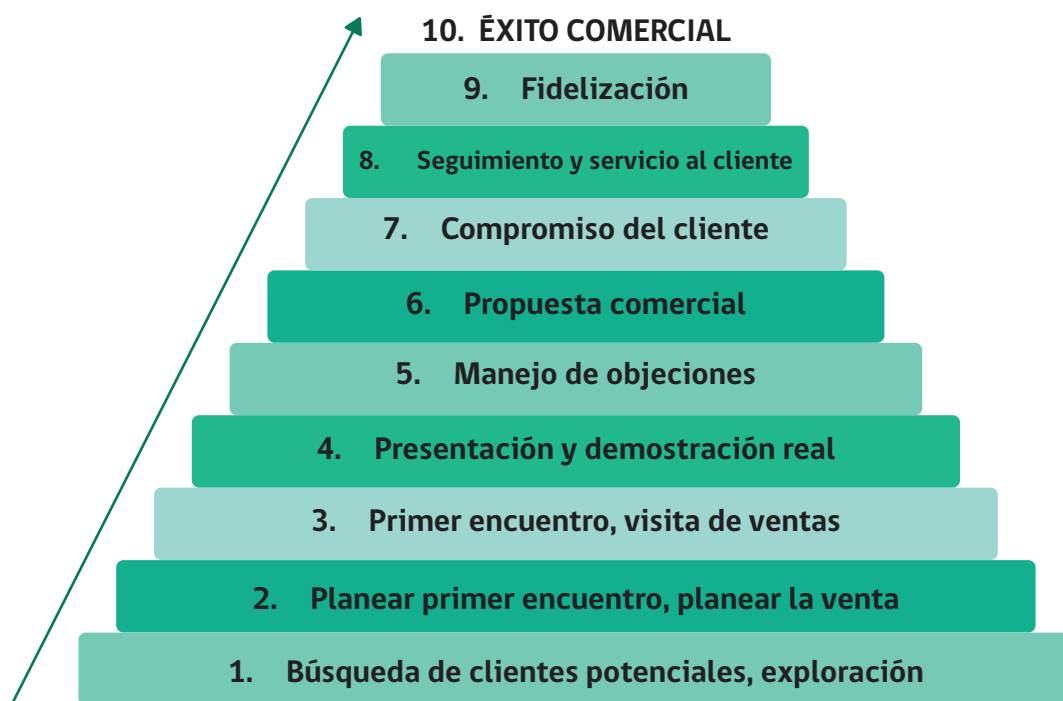 10. ÉXITO COMERCIAL
9. Fidelización
8. Seguimiento y servicio al cliente
7. Compromiso del cliente
6. Propuesta comercial
5. Manejo de objeciones
4. Presentación y demostración real
3. Primer encuentro, visita de ventas
2. Planear primer encuentro, planear la venta
1. Búsqueda de clientes potenciales, exploración